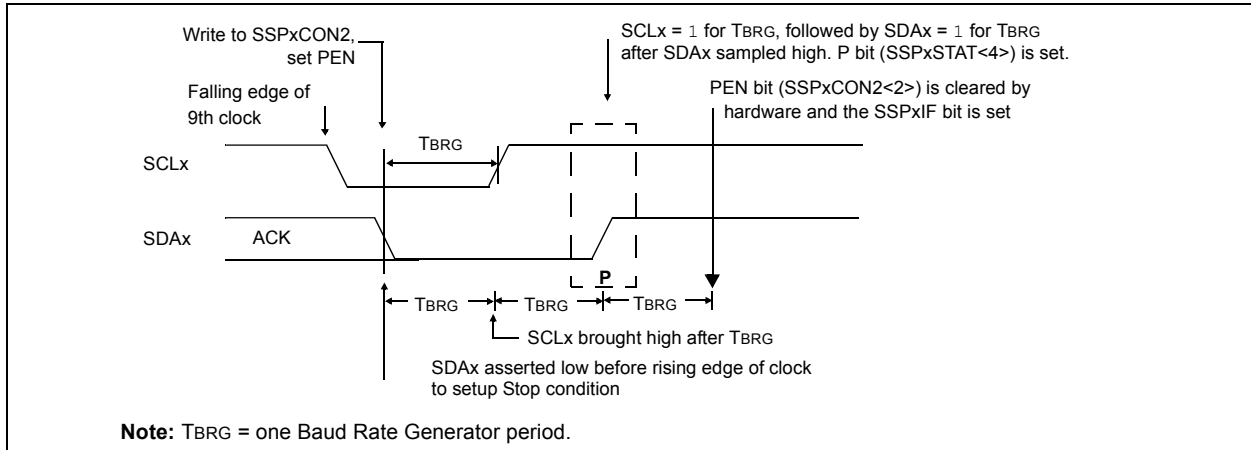 Write to SSPxCON2,
set PEN
SCLx = 1 for TBRG, followed by SDAx = 1 for TBRG
after SDAx sampled high. P bit (SSPxSTAT<4>) is set.
Falling edge of
9th clock
PEN bit (SSPxCON2<2>) is cleared by
hardware and the SSPxIF bit is set
TBRG
SCLx
SDAx
ACK
P
TBRG
TBRG
TBRG
SCLx brought high after TBRG
SDAx asserted low before rising edge of clock
to setup Stop condition
Note: TBRG = one Baud Rate Generator period.